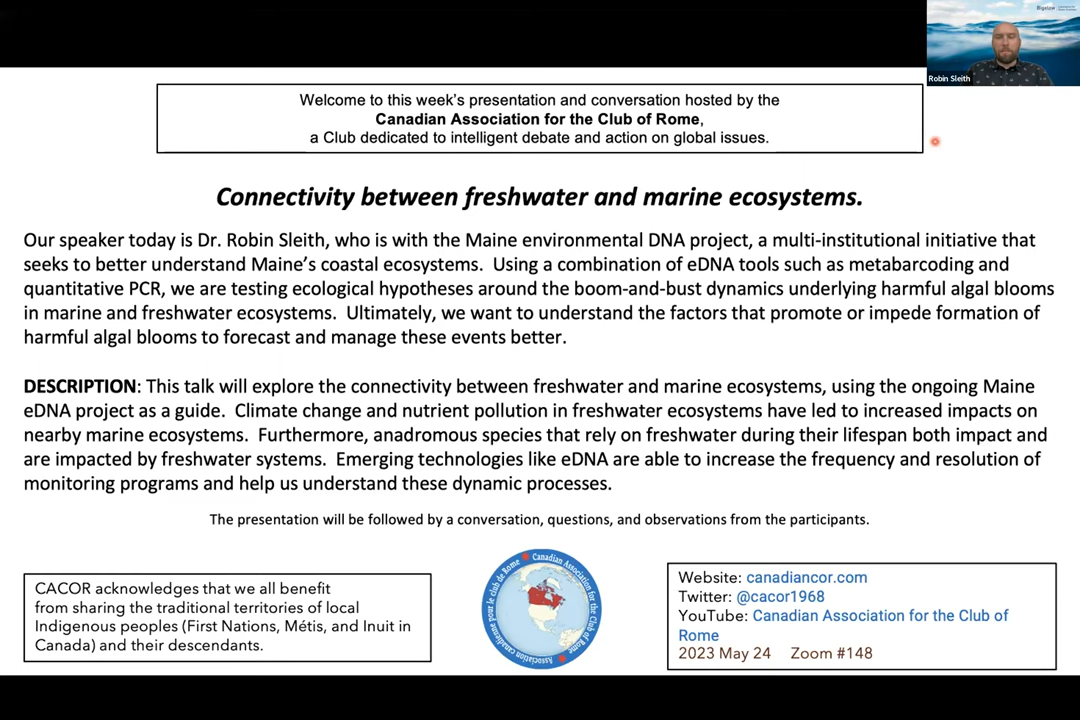 Bigelow
Robin Sleith
Welcome to this week's presentation and conversation hosted by the
Canadian Association for the Club of Rome,
a Club dedicated to intelligent debate and action on global issues.
Connectivity between freshwater and marine ecosystems.
Our speaker today is Dr. Robin Sleith, who is with the Maine environmental DNA project, a multi-institutional initiative that
seeks to better understand Maine's coastal ecosystems. Using a combination of eDNA tools such as metabarcoding and
quantitative PCR, we are testing ecological hypotheses around the boom-and-bust dynamics underlying harmful algal blooms
in marine and freshwater ecosystems. Ultimately, we want to understand the factors that promote or impede formation of
harmful algal blooms to forecast and manage these events better.
DESCRIPTION: This talk will explore the connectivity between freshwater and marine ecosystems, using the ongoing Maine
eDNA project as a guide. Climate change and nutrient pollution in freshwater ecosystems have led to increased impacts on
nearby marine ecosystems. Furthermore, anadromous species that rely on freshwater during their lifespan both impact and
are impacted by freshwater systems. Emerging technologies like eDNA are able to increase the frequency and resolution of
monitoring programs and help us understand these dynamic processes.
The presentation will be followed by a conversation, questions, and observations from the participants.
CACOR acknowledges that we all benefit
from sharing the traditional territories of local
Indigenous peoples (First Nations, Métis, and Inuit in
Canada) and their descendants.
Canadian Association for the Club of Rome
Association canadienne pour le club de Rome
Website: canadiancor.com
Twitter: @cacor1968
YouTube: Canadian Association for the Club of
Rome
2023 May 24 Zoom #148